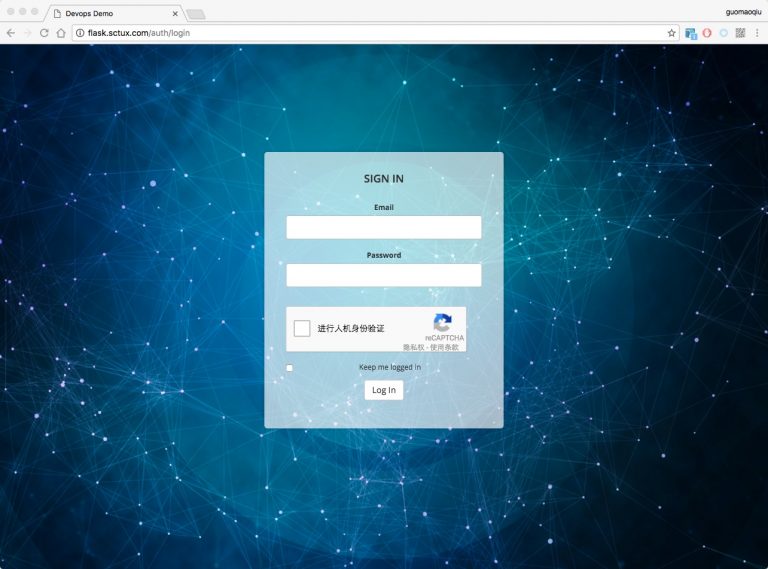 Devops Demo
guomaoqiu
flask.sctux.com/auth/login
SIGN IN
Email
Password
进行人机身份验证
reCAPTCHA
隐私权 - 使用条款
Keep me logged in
Log In